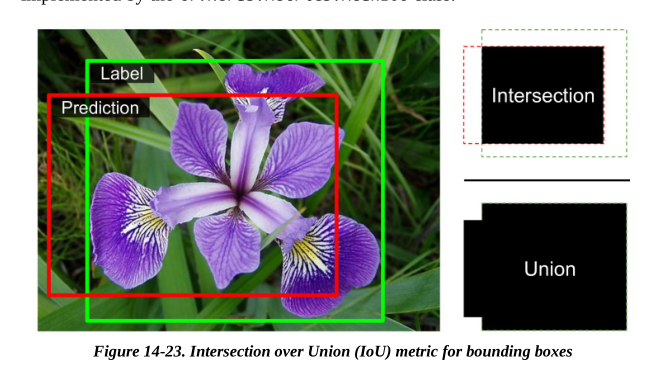 Label
Prediction
Intersection
Union
Figure 14-23. Intersection over Union (IoU) metric for bounding boxes